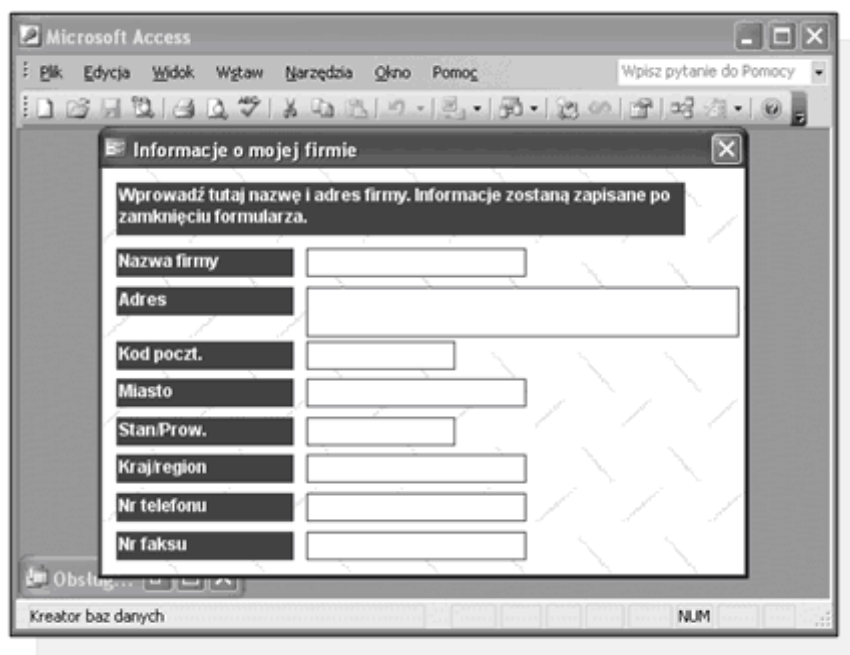 Microsoft Access
Plik Edycja Widok Wstaw Narzędzia Okno Pomoc Wpisz pytanie do Pomocy
Informacje o mojej firmie
Wprowadź tutaj nazwę i adres firmy. Informacje zostaną zapisane po
zamknięciu formularza.
Nazwa firmy
Adres
Kod poczt.
Miasto
Stan/Prow.
Kraj/region
Nr telefonu
Nr faksu
Obsług...
Kreator baz danych NUM